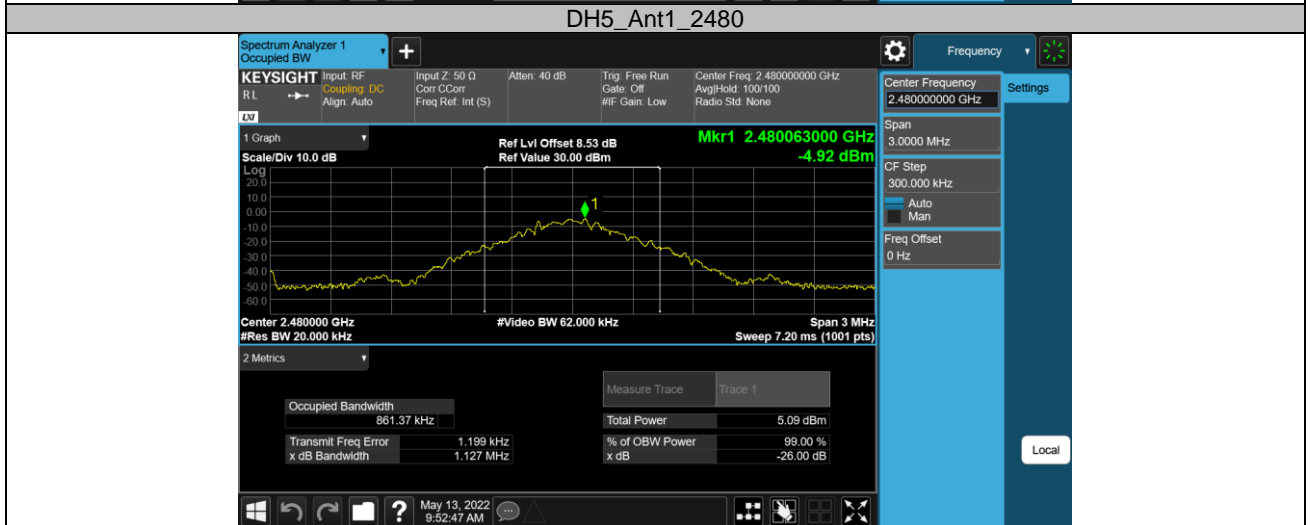 DH5_Ant1_2480
Spectrum Analyzer 1
Occupied BW
+
Frequency
KEYSIGHT
R L
LXI
Input: RF
Coupling: DC
Align: Auto
Input Z: 50 Ω
Corr CCorr
Freq Ref: Int (S)
Atten: 40 dB
Trig: Free Run
Gate: Off
#IF Gain: Low
Center Freq: 2.480000000 GHz
Avg|Hold: 100/100
Radio Std: None
Center Frequency
2.480000000 GHz
Settings
Span
3.0000 MHz
CF Step
300.000 kHz
Auto
Man
Freq Offset
0 Hz
1 Graph
Scale/Div 10.0 dB
Ref Lvl Offset 8.53 dB
Ref Value 30.00 dBm
Mkr1 2.480063000 GHz
-4.92 dBm
Log
20.0
10.0
0.00
-10.0
-20.0
-30.0
-40.0
-50.0
-60.0
1
Center 2.480000 GHz
#Video BW 62.000 kHz
Span 3 MHz
#Res BW 20.000 kHz
Sweep 7.20 ms (1001 pts)
2 Metrics
Measure Trace Trace 1
Occupied Bandwidth
861.37 kHz
Total Power 5.09 dBm
Transmit Freq Error 1.199 kHz
% of OBW Power 99.00 %
x dB Bandwidth 1.127 MHz
x dB -26.00 dB
Local
?
May 13, 2022
9:52:47 AM